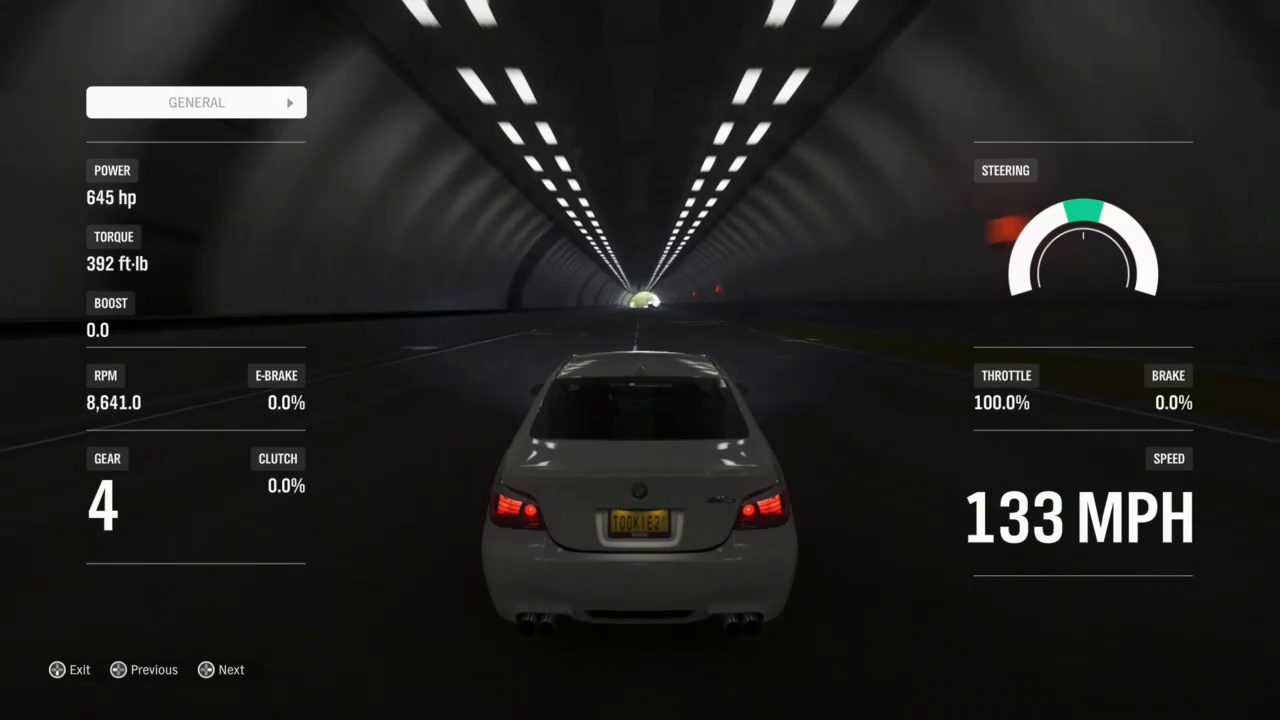 GENERAL
POWER
645 hp
TORQUE
392 ft·lb
BOOST
0.0
RPM
E-BRAKE
8,641.0
0.0%
GEAR
CLUTCH
4
0.0%
STEERING
THROTTLE
BRAKE
100.0%
0.0%
SPEED
133 MPH
TOOKIE2
Exit
Previous
Next